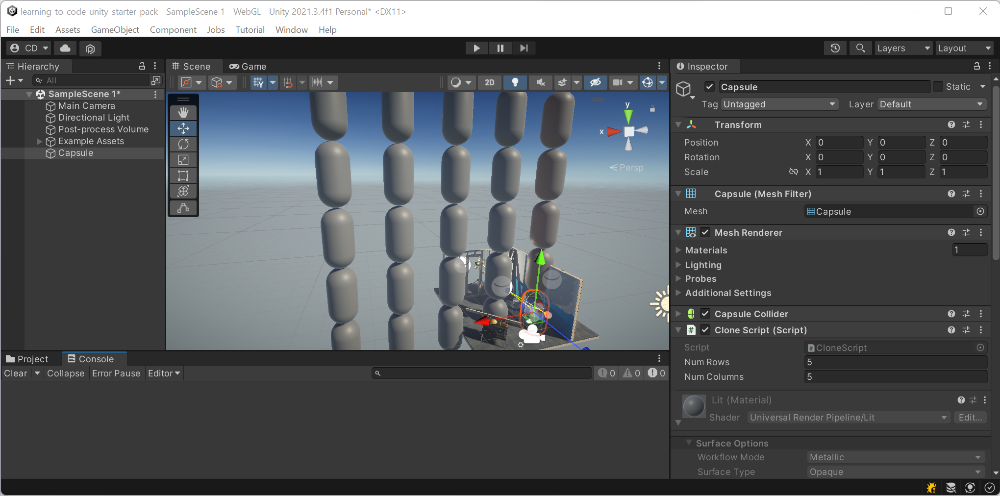 learning-to-code-unity-starter-pack - SampleScene 1 - WebGL - Unity 2021.3.4f1 Personal* <DX11>
File Edit Assets GameObject Component Jobs Tutorial Window Help
CD Layers Layout
Hierarchy
All
SampleScene 1*
Main Camera
Directional Light
Post-process Volume
Example Assets
Capsule
Scene Game
2D
y
x
Persp
Inspector
Capsule Static
Tag Untagged Layer Default
Transform
Position X 0 Y 0 Z 0
Rotation X 0 Y 0 Z 0
Scale X 1 Y 1 Z 1
Capsule (Mesh Filter)
Mesh Capsule
Mesh Renderer
Materials 1
Lighting
Probes
Additional Settings
Capsule Collider
# Clone Script (Script)
Script # CloneScript
Num Rows 5
Num Columns 5
Lit (Material)
Shader Universal Render Pipeline/Lit Edit...
Surface Options
Workflow Mode Metallic
Surface Type Opaque
Project Console
Clear Collapse Error Pause Editor 0 0 0